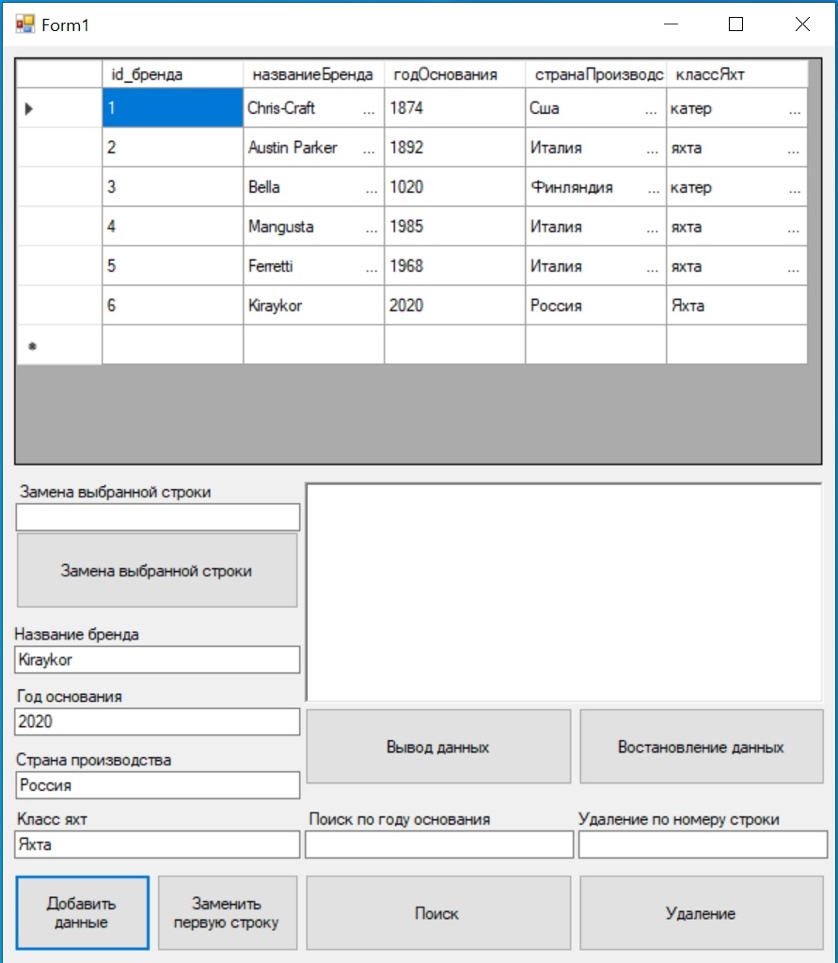 Form1
id_бренда названиеБренда годОснования странаПроизводс классЯхт
1 Chris-Craft ... 1874 Сша ... катер ...
2 Austin Parker ... 1892 Италия ... яхта ...
3 Bella ... 1020 Финляндия ... катер ...
4 Mangusta ... 1985 Италия ... яхта ...
5 Ferretti ... 1968 Италия ... яхта ...
6 Kiraykor 2020 Россия Яхта
Замена выбранной строки
Замена выбранной строки
Название бренда
Kiraykor
Год основания
2020
Вывод данных Востановление данных
Страна производства
Россия
Класс яхт Поиск по году основания Удаление по номеру строки
Яхта
Добавить данные
Заменить первую строку
Поиск
Удаление